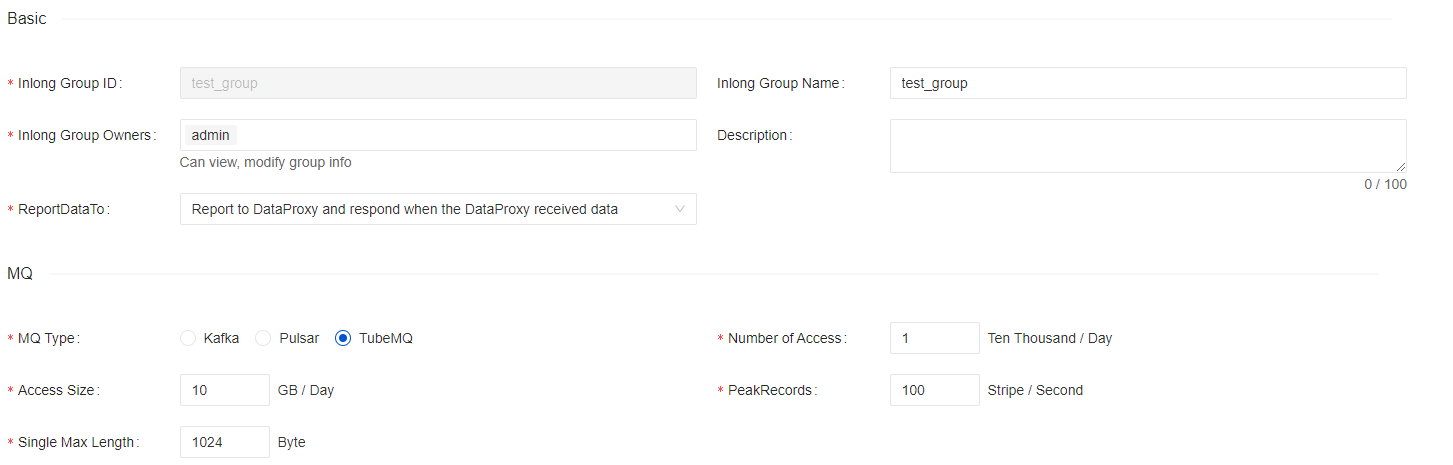 Basic
* Inlong Group ID: test_group Inlong Group Name: test_group
* Inlong Group Owners: admin Description:
Can view, modify group info
0 / 100
* ReportDataTo: Report to DataProxy and respond when the DataProxy received data
MQ
* MQ Type: Kafka Pulsar TubeMQ * Number of Access: 1 Ten Thousand / Day
* Access Size: 10 GB / Day * PeakRecords: 100 Stripe / Second
* Single Max Length: 1024 Byte